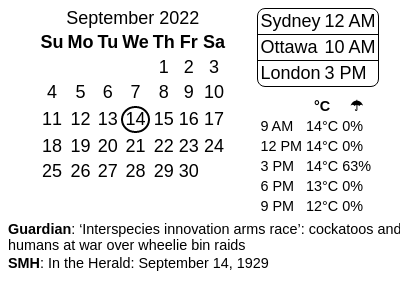 September 2022
Su Mo Tu We Th Fr Sa
1 2 3
4 5 6 7 8 9 10
11 12 13 14 15 16 17
18 19 20 21 22 23 24
25 26 27 28 29 30
Sydney 12 AM
Ottawa 10 AM
London 3 PM
°C ☂
9 AM 14°C 0%
12 PM 14°C 0%
3 PM 14°C 63%
6 PM 13°C 0%
9 PM 12°C 0%
Guardian: ‘Interspecies innovation arms race’: cockatoos and
humans at war over wheelie bin raids
SMH: In the Herald: September 14, 1929